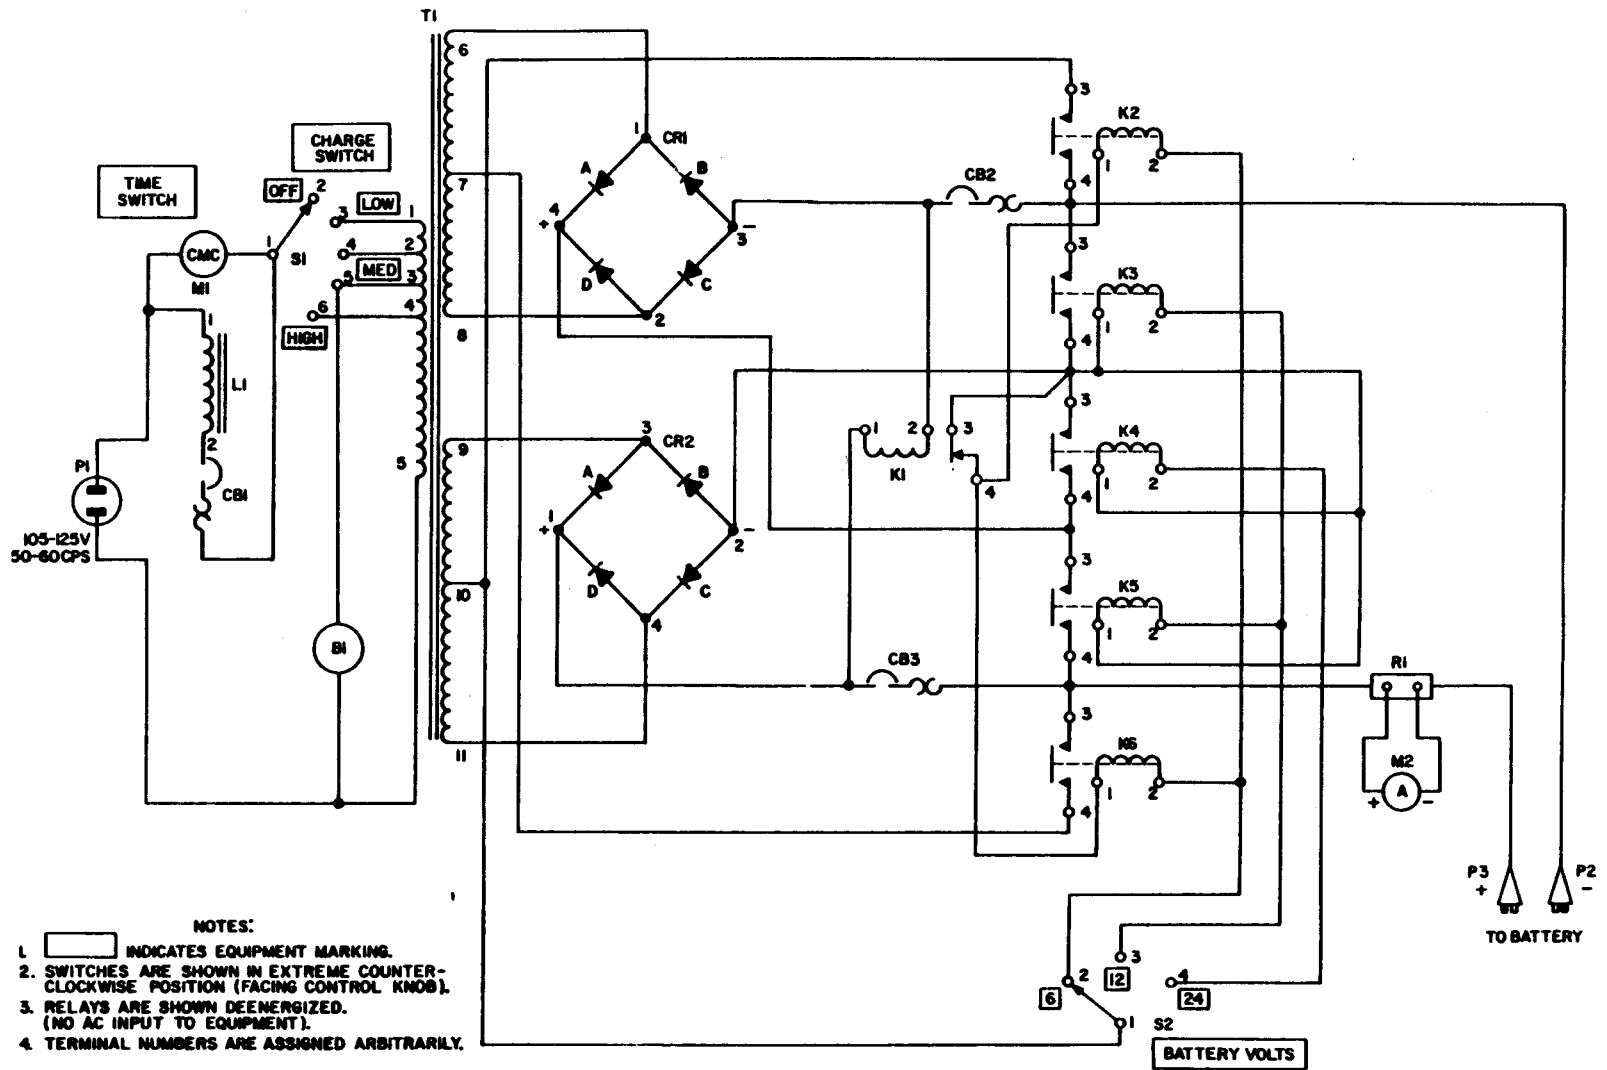 T1
6
3
K2
CHARGE
SWITCH
1
CR1
1
2
TIME
SWITCH
OFF
2
A
B
4
CB2
7
LOW
3
1
4
+
-
3
CMC
1
S1
4
2
3
M1
MED
5
3
D
C
K3
4
6
2
1
2
1
HIGH
8
4
L1
3
3
9
CR2
1
2
3
K4
2
5
P1
A
B
K1
4
1
2
CB1
4
1
+
-
2
105-125V
50-60CPS
3
10
D
C
K5
4
1
2
B1
CB3
4
R1
3
11
K6
M2
1
2
+
A
-
4
P3
+
P2
-
TO BATTERY
NOTES:
1. INDICATES EQUIPMENT MARKING.
2. SWITCHES ARE SHOWN IN EXTREME COUNTER-
CLOCKWISE POSITION (FACING CONTROL KNOB).
3. RELAYS ARE SHOWN DEENERGIZED.
(NO AC INPUT TO EQUIPMENT).
4. TERMINAL NUMBERS ARE ASSIGNED ARBITRARILY.
3
2
12
4
6
24
1
S2
BATTERY VOLTS